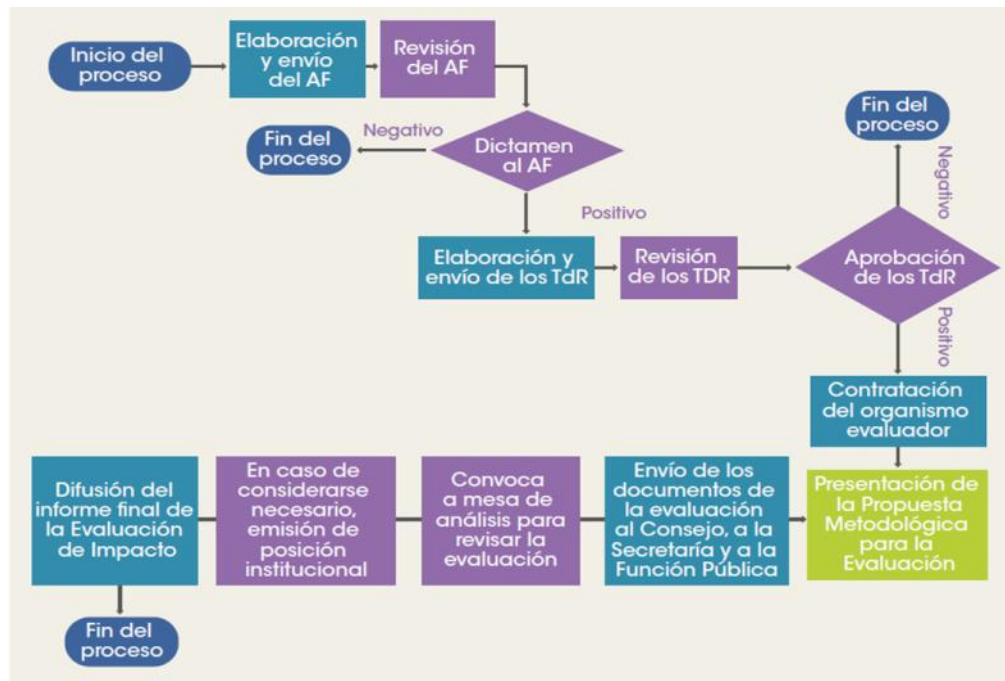 Inicio del
proceso
Elaboración
y envío
del AF
Revisión
del AF
Dictamen
al AF
Negativo
Fin del
proceso
Positivo
Elaboración y
envío de los TdR
Revisión
de los TDR
Aprobación
de los TdR
Negativo
Fin del
proceso
Positivo
Contratación
del organismo
evaluador
Presentación de
la Propuesta
Metodológica
para la
Evaluación
Envío de los
documentos de
la evaluación
al Consejo, a la
Secretaría y a la
Función Pública
Convoca
a mesa de
análisis para
revisar la
evaluación
En caso de
considerarse
necesario,
emisión de
posición
institucional
Difusión del
informe final de
la Evaluación
de Impacto
Fin del
proceso